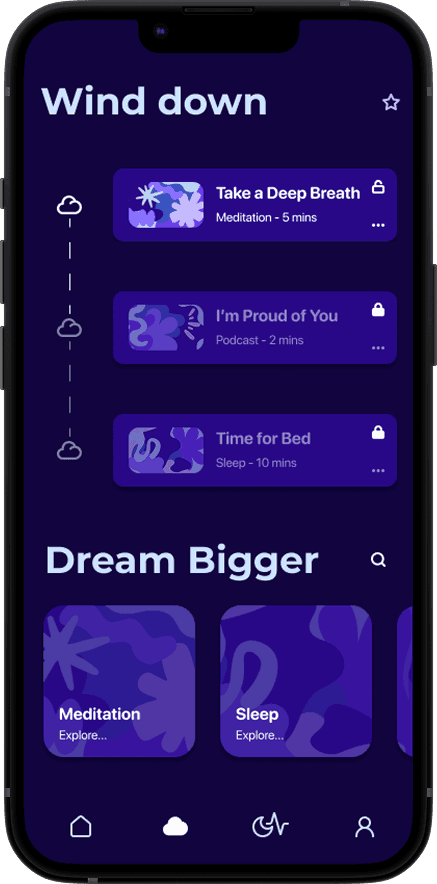 Wind down
Take a Deep Breath
Meditation - 5 mins
I'm Proud of You
Podcast - 2 mins
Time for Bed
Sleep - 10 mins
Dream Bigger
Meditation
Explore...
Sleep
Explore...